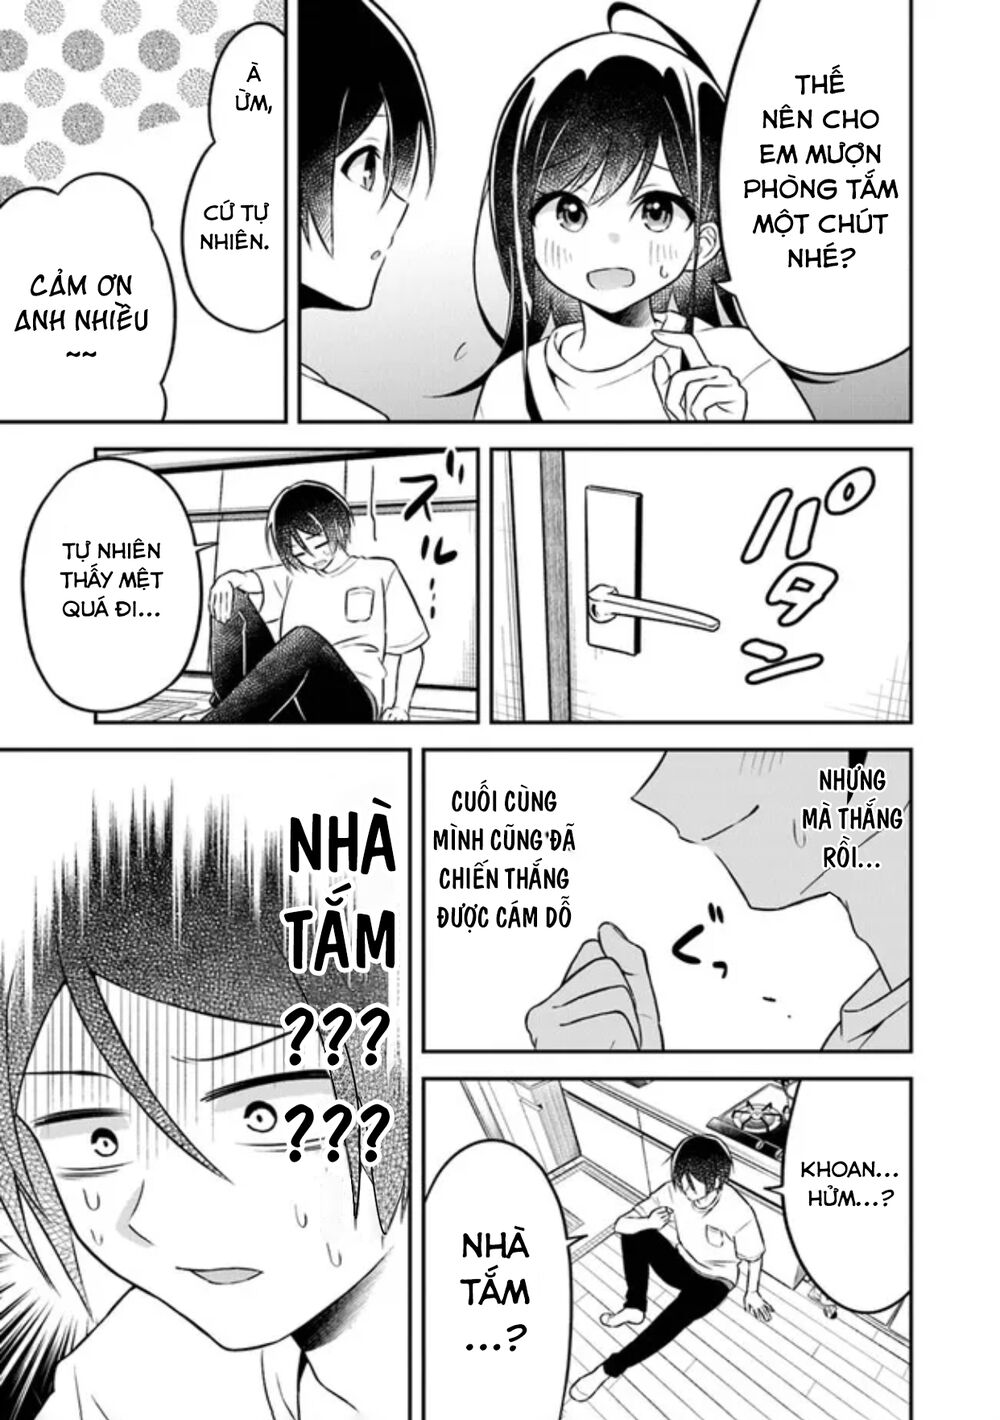 THẾ
NÊN CHO
EM MƯỢN
PHÒNG TẮM
MỘT CHÚT
NHÉ?
À
ỪM,
CỨ TỰ
NHIÊN.
CẢM ƠN
ANH NHIỀU
~~
バタン
ズル
TỰ NHIÊN
THẤY MỆT
QUÁ ĐI...
NHƯNG
MÀ THẮNG
RỒI...
CUỐI CÙNG
MÌNH CŨNG ĐÃ
CHIẾN THẮNG
ĐƯỢC CÁM DỖ
ぐっ
KHOAN...
HỬM...?
NHÀ
TẮM
...?
NHÀ
TẮM
???
???